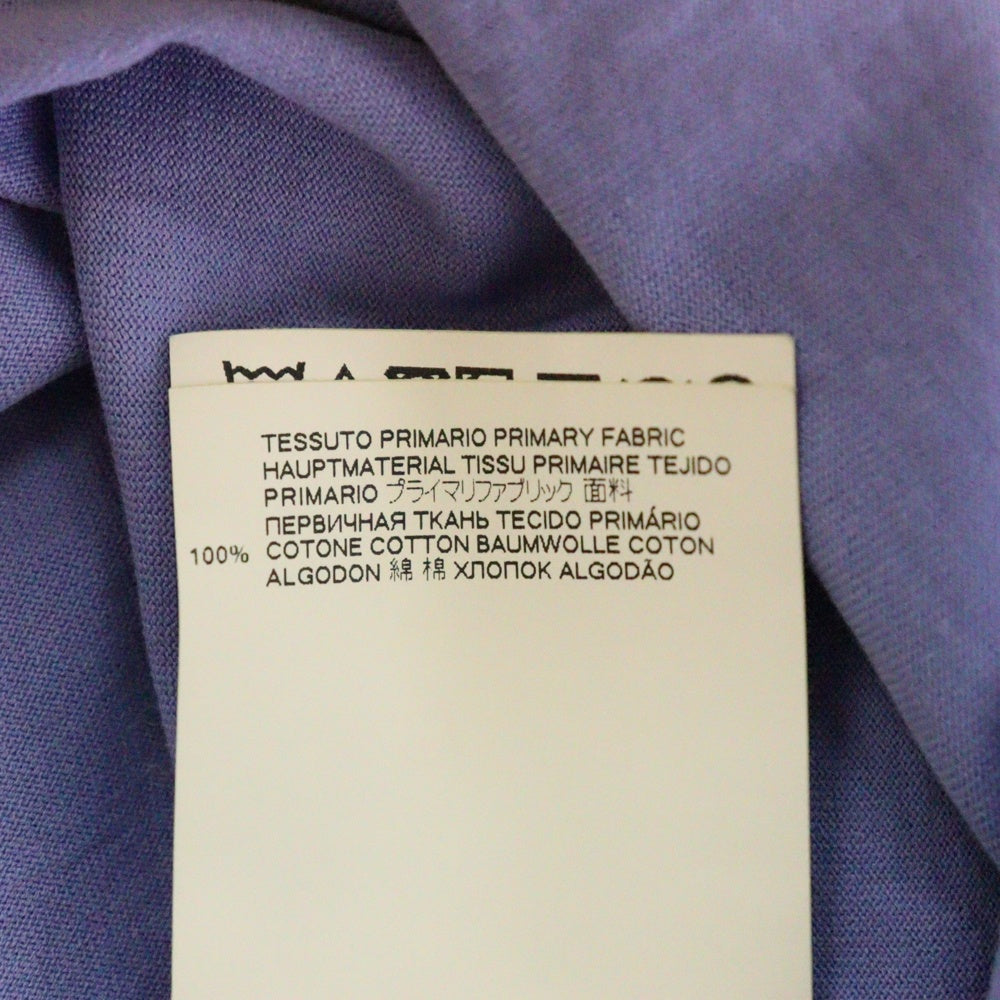 TESSUTO PRIMARIO PRIMARY FABRIC
HAUPTMATERIAL TISSU PRIMAIRE TEJIDO
PRIMARIO プライマリファブリック 面料
ПЕРВИЧНАЯ ТКАНЬ TECIDO PRIMÁRIO
100% COTONE COTTON BAUMWOLLE COTON
ALGODON 綿 棉 ХЛОПОК ALGODÃO